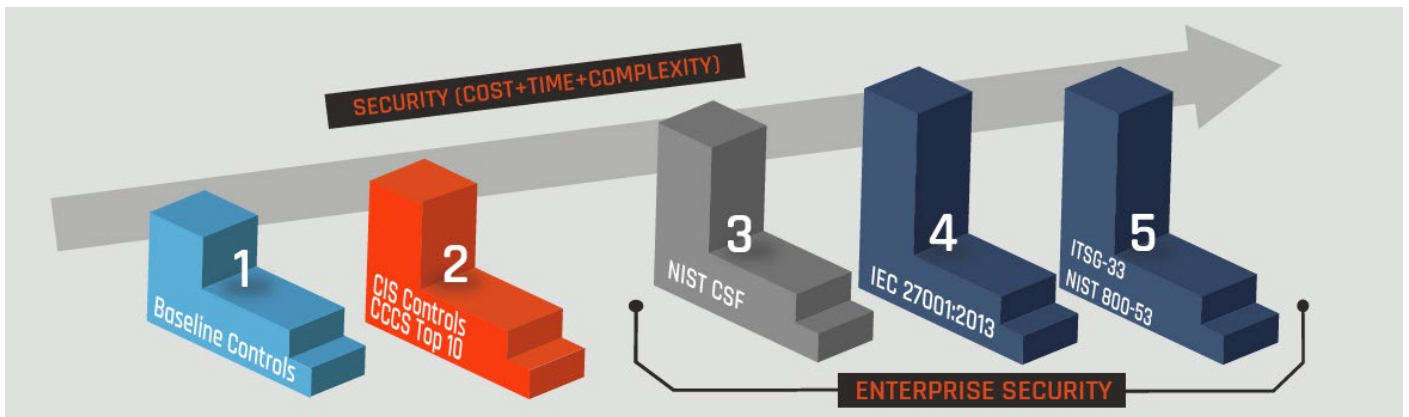 SECURITY (COST+TIME+COMPLEXITY)
1
Baseline Controls
2
CIS Controls
CCCS Top 10
3
NIST CSF
4
IEC 27001:2013
5
ITSG-33
NIST 800-53
ENTERPRISE SECURITY